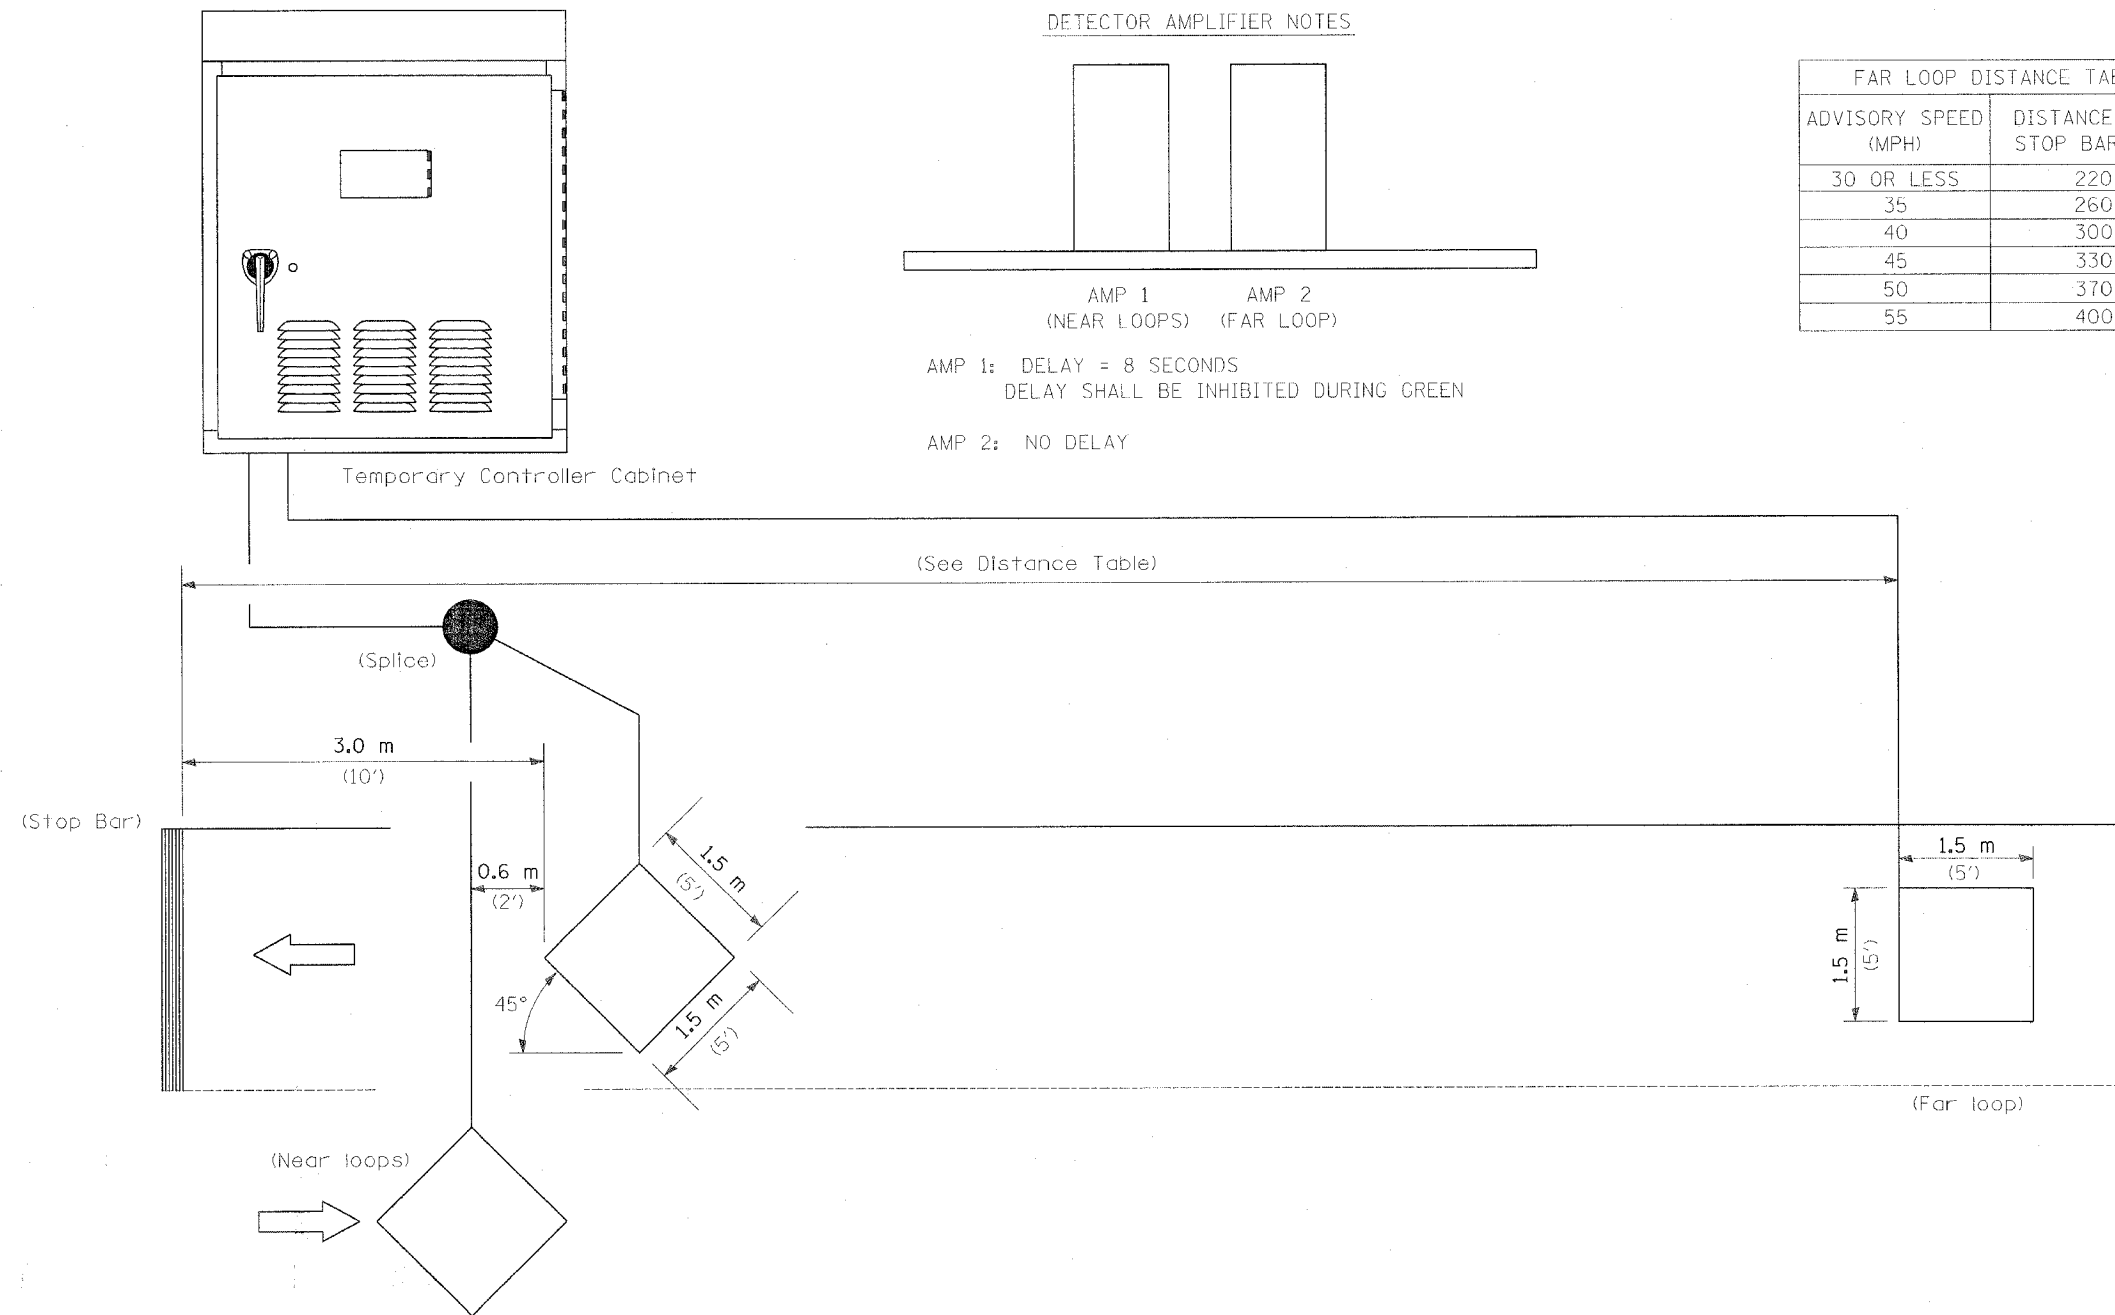 DETECTOR AMPLIFIER NOTES
AMP 1
(NEAR LOOPS)
AMP 2
(FAR LOOP)
AMP 1: DELAY = 8 SECONDS
DELAY SHALL BE INHIBITED DURING GREEN
AMP 2: NO DELAY
FAR LOOP DISTANCE
ADVISORY SPEED
(MPH)
DISTANCE
STOP
30 OR LESS 220
35 260
40 300
45 330
50 370
55 400
Temporary Controller Cabinet
(See Distance Table)
(Splice)
3.0 m
(10')
(Stop Bar)
0.6 m
(2')
1.5 m
(5')
45°
1.5 m
(5')
1.5 m
(5')
1.5 m
(5')
(Far loop)
(Near loops)